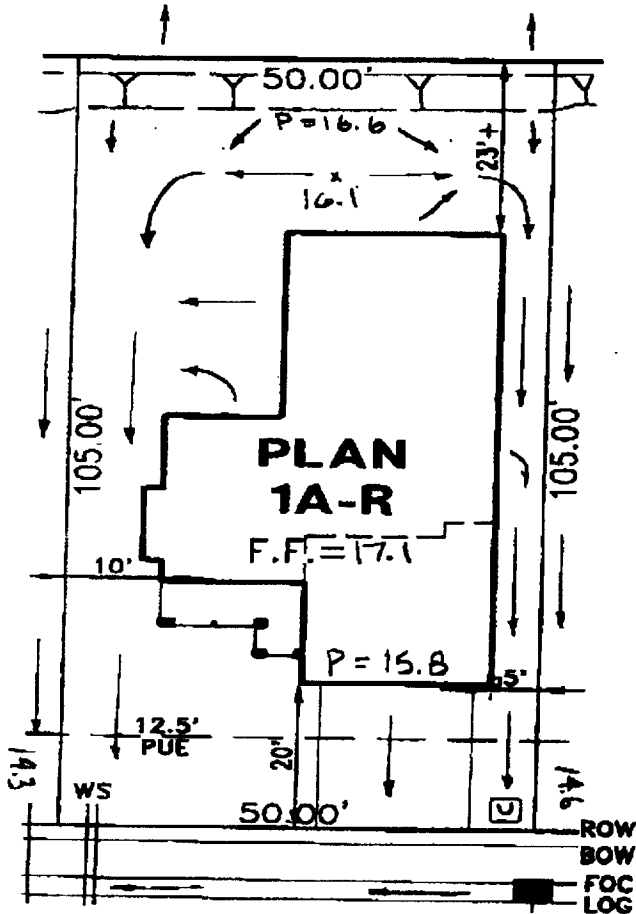 50.00'
P=16.6
23'+
x
16.1
105.00'
105.00'
PLAN
1A-R
F.F.=17.1
10'
P=15.8
5'
12.5'
PUE
20'
14.3
14.6
WS
50.00'
U
ROW
BOW
FOC
LOG